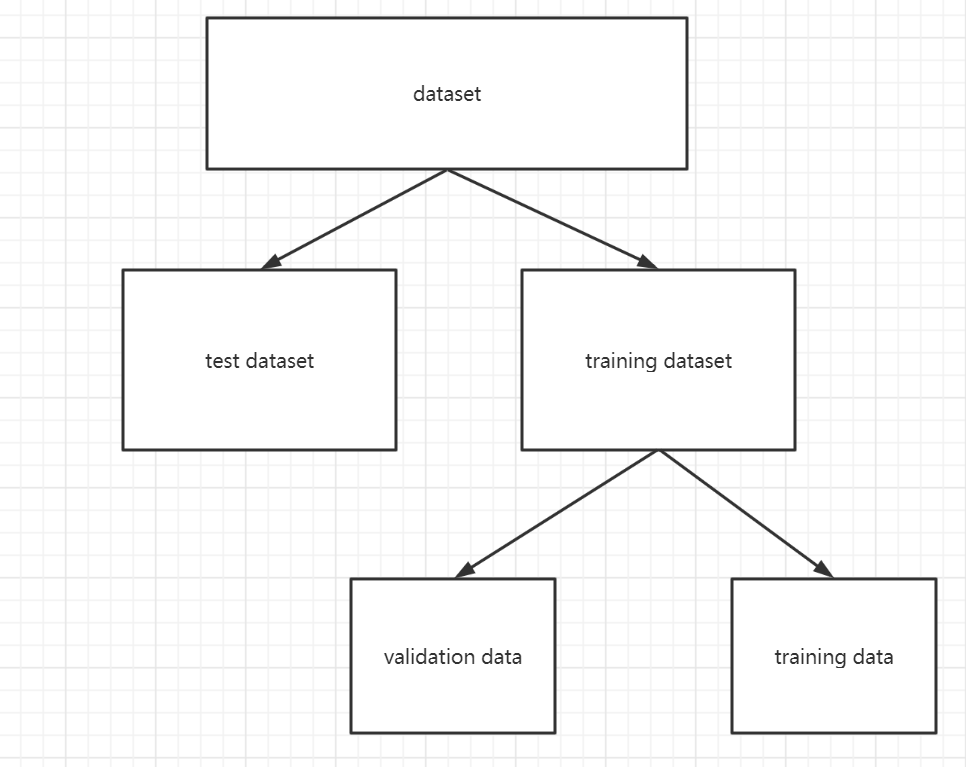 dataset
test dataset
training dataset
validation data
training data